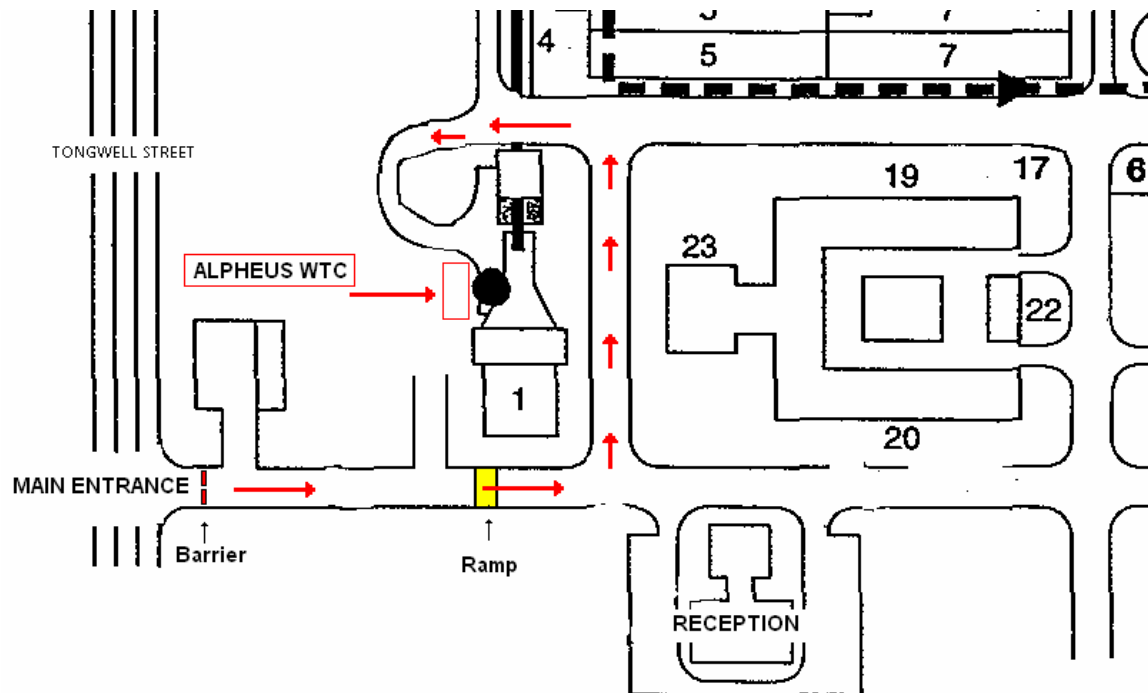 4
5
7
TONGWELL STREET
19
17
6
23
ALPHEUS WTC
22
1
20
MAIN ENTRANCE
Barrier
Ramp
RECEPTION